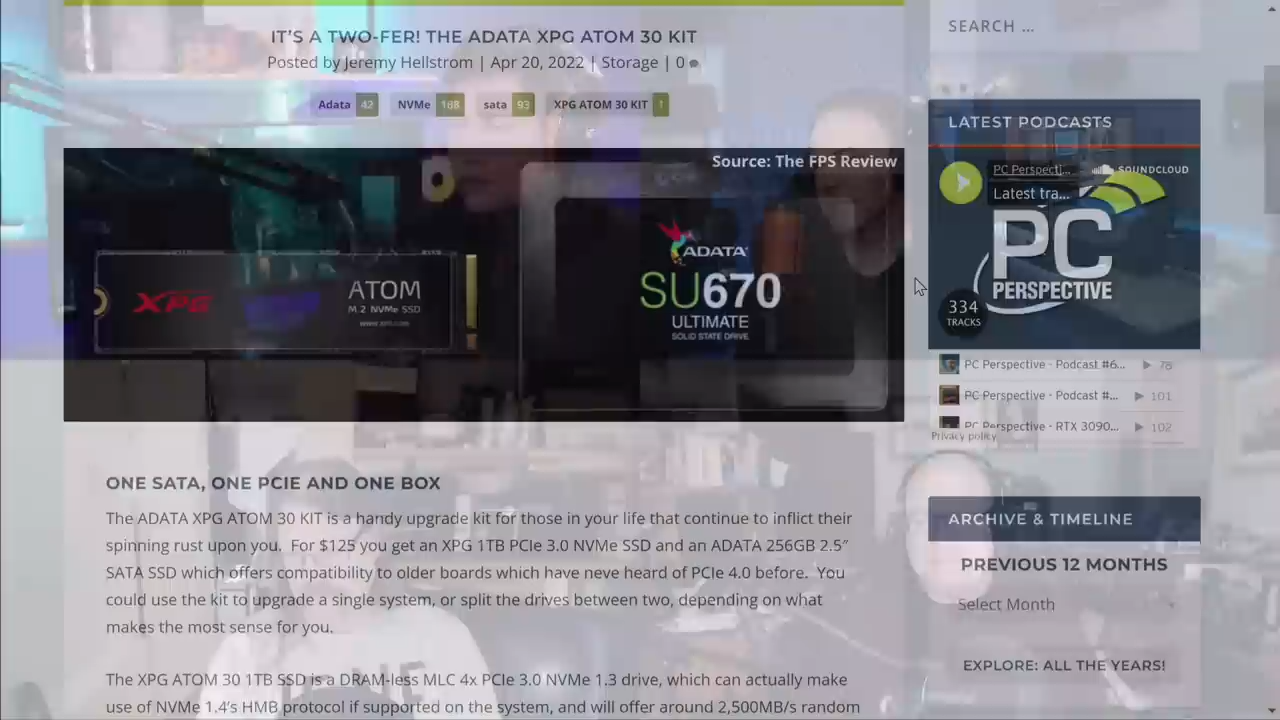 IT'S A TWO-FER! THE ADATA XPG ATOM 30 KIT
Posted by Jeremy Hellstrom | Apr 20, 2022 | Storage | 0
Adata 42 NVMe 188 sata 93 XPG ATOM 30 KIT 1
Source: The FPS Review
XPG
ATOM
M.2 NVMe SSD
www.xpg.com
ADATA
SU670
ULTIMATE
SOLID STATE DRIVE
ONE SATA, ONE PCIE AND ONE BOX
The ADATA XPG ATOM 30 KIT is a handy upgrade kit for those in your life that continue to inflict their
spinning rust upon you. For $125 you get an XPG 1TB PCIe 3.0 NVMe SSD and an ADATA 256GB 2.5″
SATA SSD which offers compatibility to older boards which have neve heard of PCIe 4.0 before. You
could use the kit to upgrade a single system, or split the drives between two, depending on what
makes the most sense for you.
The XPG ATOM 30 1TB SSD is a DRAM-less MLC 4x PCIe 3.0 NVMe 1.3 drive, which can actually make
use of NVMe 1.4's HMB protocol if supported on the system, and will offer around 2,500MB/s random
SEARCH ...
LATEST PODCASTS
PC Perspecti...
SOUNDCLOUD
Latest tra...
PC
PERSPECTIVE
334
TRACKS
PC Perspective - Podcast #6... 78
PC Perspective - Podcast #... 101
PC Perspective - RTX 3090... 102
Privacy policy
ARCHIVE & TIMELINE
PREVIOUS 12 MONTHS
Select Month
EXPLORE: ALL THE YEARS!